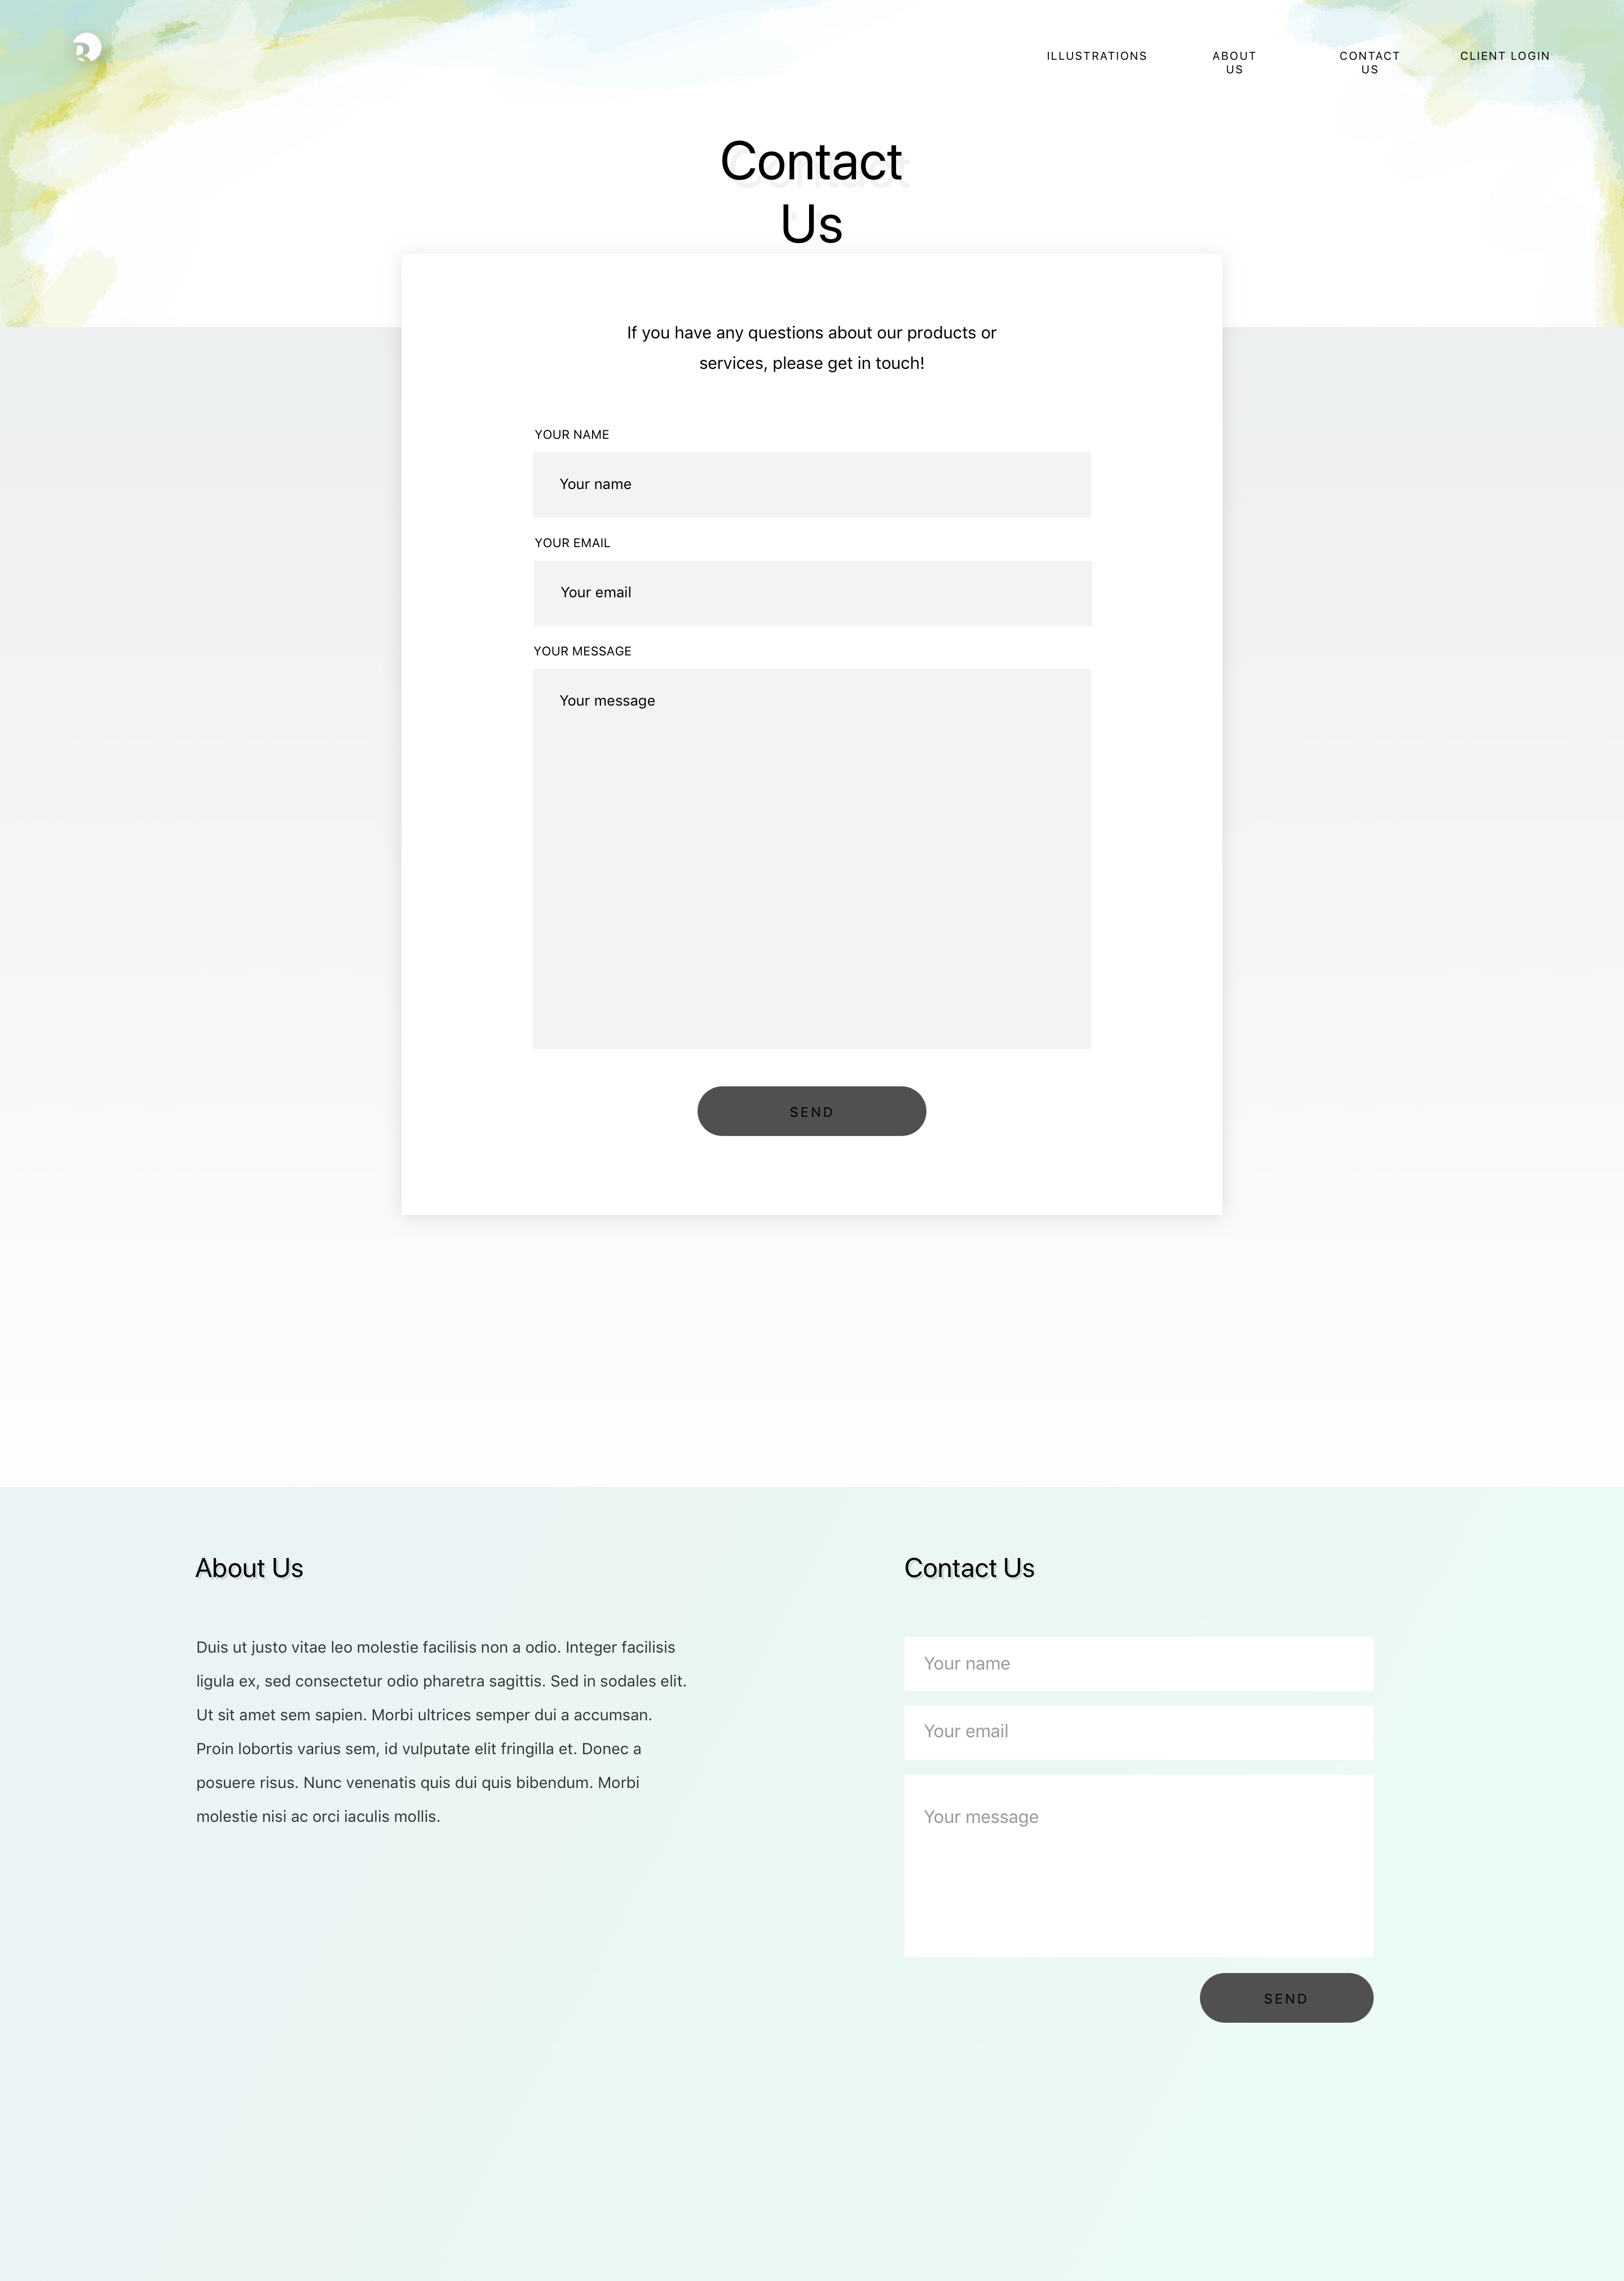 ILLUSTRATIONS
ABOUT
US
CONTACT
US
CLIENT LOGIN
Contact
Us
If you have any questions about our products or
services, please get in touch!
YOUR NAME
Your name
YOUR EMAIL
Your email
YOUR MESSAGE
Your message
SEND
About Us
Duis ut justo vitae leo molestie facilisis non a odio. Integer facilisis
ligula ex, sed consectetur odio pharetra sagittis. Sed in sodales elit.
Ut sit amet sem sapien. Morbi ultrices semper dui a accumsan.
Proin lobortis varius sem, id vulputate elit fringilla et. Donec a
posuere risus. Nunc venenatis quis dui quis bibendum. Morbi
molestie nisi ac orci iaculis mollis.
Contact Us
Your name
Your email
Your message
SEND